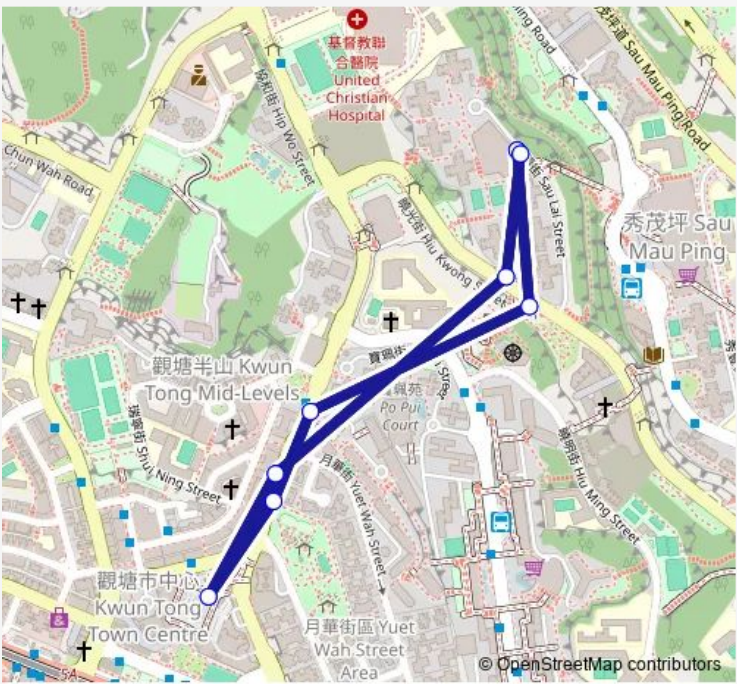 基督教聯
合醫院
United
Christian
Hospital
協和街 Hip Wo Street
Sau Mau Ping Road
Chun Wah Road
曉光街 Hiu Kwong
街 Sau Lai Street
秀茂坪 Sau
Mau Ping
觀塘半山 Kwun
Tong Mid-Levels
寶珮街
Po Pui
Court
瑞寧街 Shui Ning Street
月華街 Yuet Wah Street
曉明街 Hiu Ming Street
觀塘市中心
Kwun Tong
Town Centre
月華街區 Yuet
Wah Street
Area
© OpenStreetMap contributors